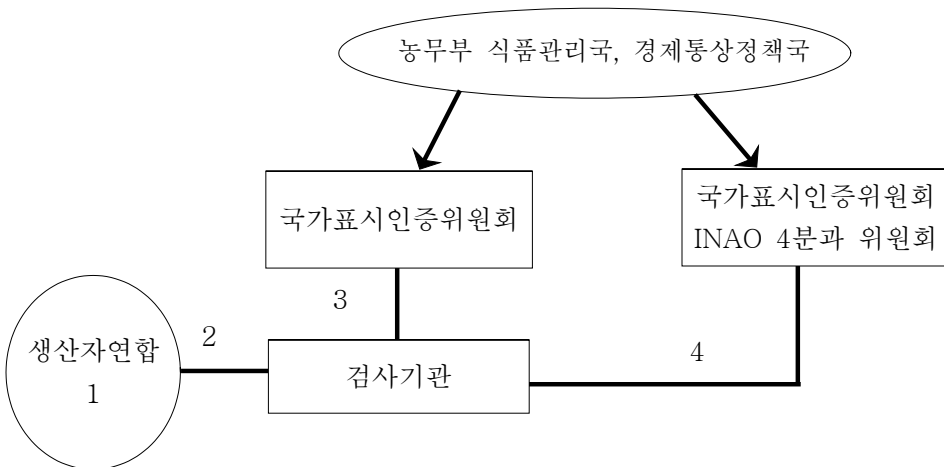 농무부 식품관리국, 경제통상정책국
국가표시인증위원회
국가표시인증위원회
INAO 4분과 위원회
3
생산자연합
1
2
검사기관
4